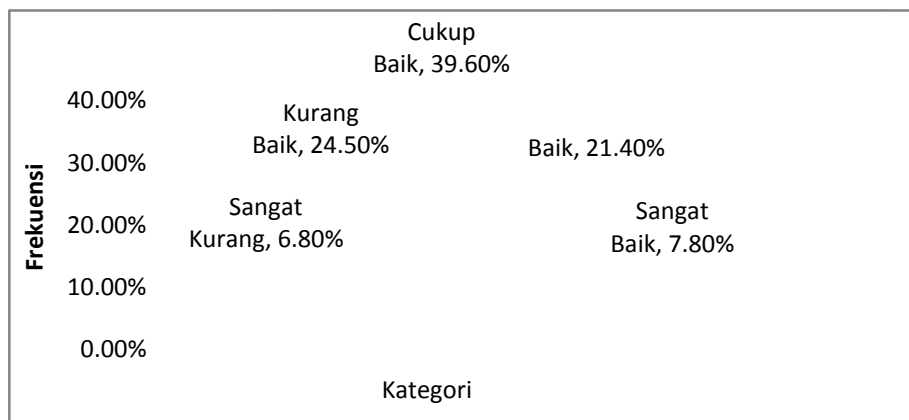 Cukup
Baik, 39.60%
40.00%
Kurang
Baik, 24.50%
Baik, 21.40%
30.00%
Frekuensi
Sangat
Kurang, 6.80%
Sangat
Baik, 7.80%
20.00%
10.00%
0.00%
Kategori